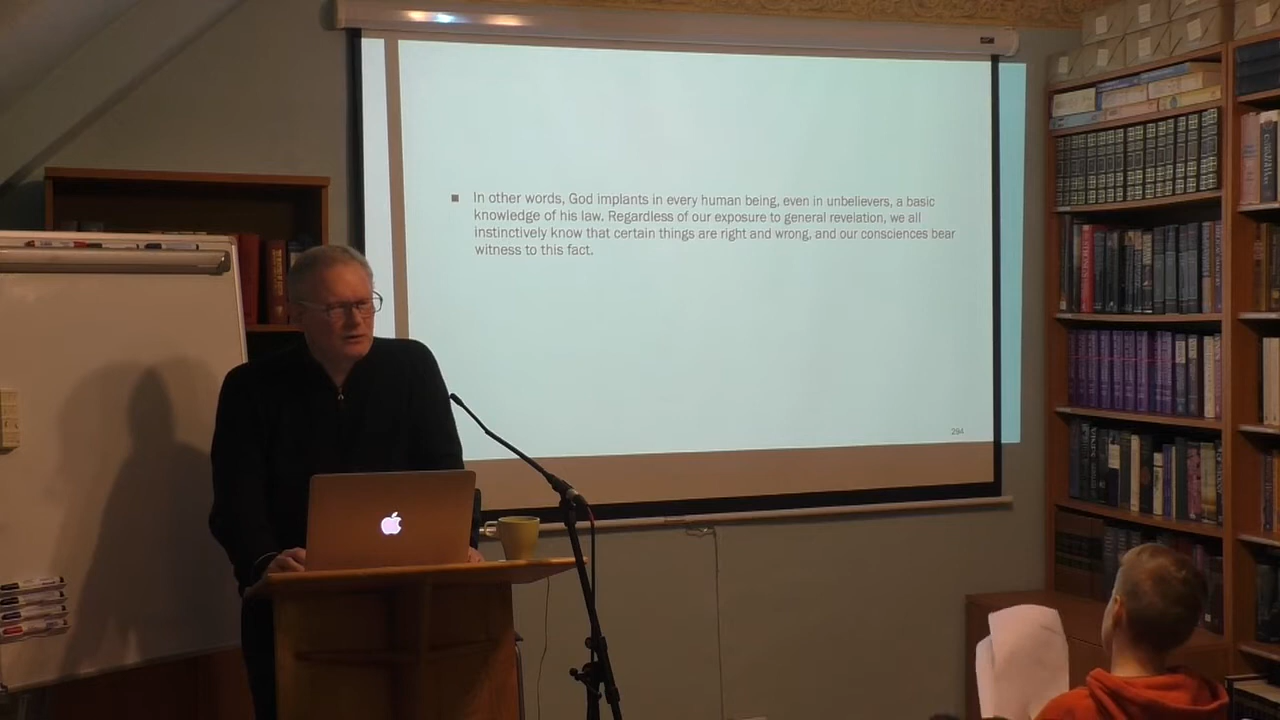 In other words, God implants in every human being, even in unbelievers, a basic
knowledge of his law. Regardless of our exposure to general revelation, we all
instinctively know that certain things are right and wrong, and our consciences bear
witness to this fact.
294